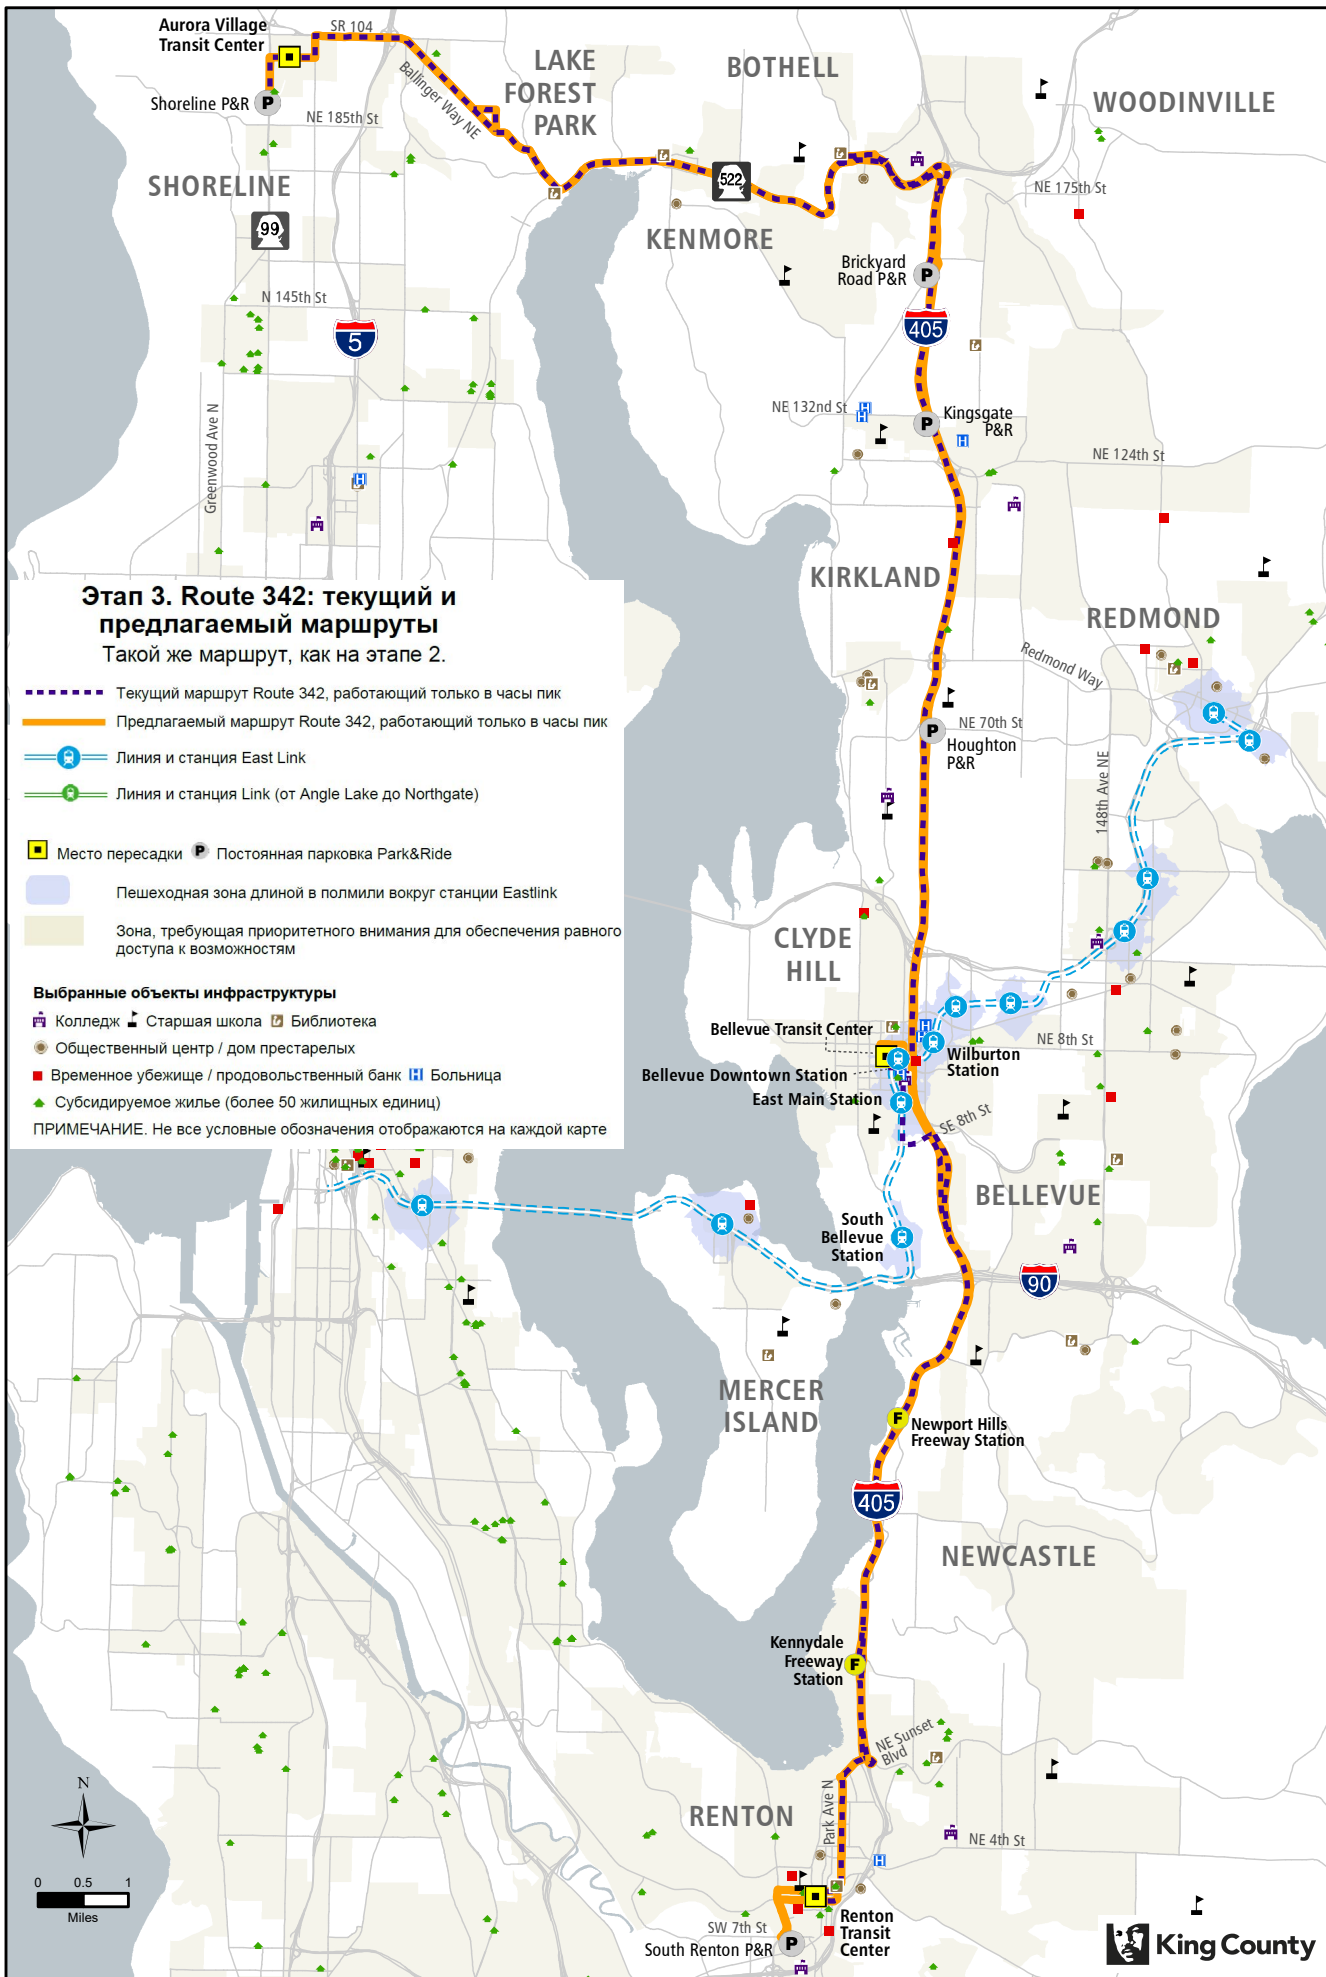 Aurora Village
Transit Center
SR 104
Shoreline P&R
P
NE 185th St
Ballinger Way NE
LAKE
FOREST
PARK
BOTHELL
WOODINVILLE
SHORELINE
99
522
KENMORE
NE 175th St
Brickyard
Road P&R
P
N 145th St
5
405
NE 132nd St
Kingsgate
P&R
P
NE 124th St
Greenwood Ave N
KIRKLAND
REDMOND
Redmond Way
NE 70th St
P
Houghton
P&R
148th Ave NE
Этап 3. Route 342: текущий и
предлагаемый маршруты
Такой же маршрут, как на этапе 2.
Текущий маршрут Route 342, работающий только в часы пик
Предлагаемый маршрут Route 342, работающий только в часы пик
Линия и станция East Link
Линия и станция Link (от Angle Lake до Northgate)
Место пересадки P Постоянная парковка Park&Ride
Пешеходная зона длиной в полмили вокруг станции Eastlink
Зона, требующая приоритетного внимания для обеспечения равного
доступа к возможностям
Выбранные объекты инфраструктуры
Колледж Старшая школа Библиотека
Общественный центр / дом престарелых
Временное убежище / продовольственный банк H Больница
Субсидируемое жилье (более 50 жилищных единиц)
ПРИМЕЧАНИЕ. Не все условные обозначения отображаются на каждой карте
CLYDE
HILL
Bellevue Transit Center
Bellevue Downtown Station
East Main Station
Wilburton
Station
NE 8th St
SE 8th St
BELLEVUE
South
Bellevue
Station
90
MERCER
ISLAND
F
Newport Hills
Freeway Station
405
NEWCASTLE
Kennydale
Freeway
Station
F
NE Sunset
Blvd
RENTON
Park Ave N
NE 4th St
SW 7th St
South Renton P&R
P
Renton
Transit
Center
N
0 0.5 1
Miles
King County